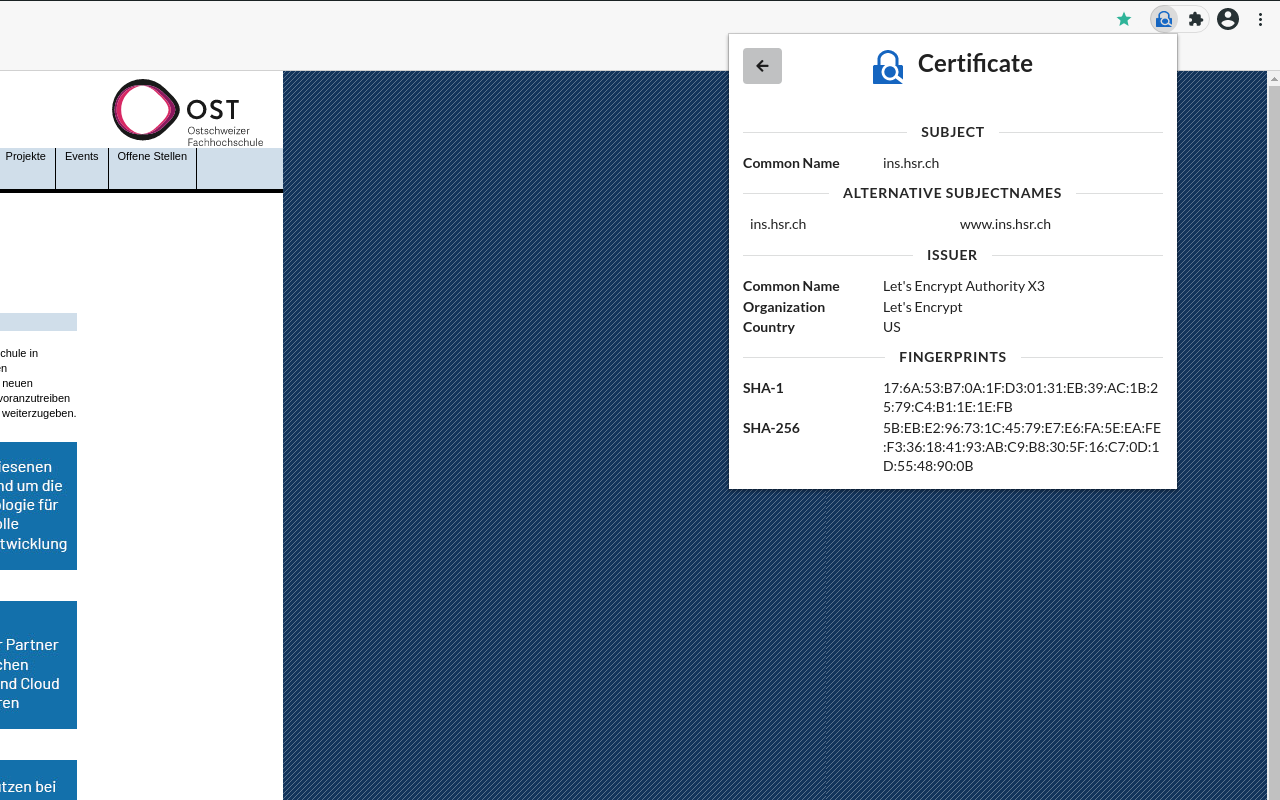 OST
Ostschweizer
Fachhochschule
Projekte Events Offene Stellen
chule in
en
neuen
voranzutreiben
weiterzugeben.
iesenen
nd um die
ologie für
olle
twicklung
r Partner
chen
nd Cloud
ren
utzen bei
Certificate
SUBJECT
Common Name ins.hsr.ch
ALTERNATIVE SUBJECTNAMES
ins.hsr.ch www.ins.hsr.ch
ISSUER
Common Name Let's Encrypt Authority X3
Organization Let's Encrypt
Country US
FINGERPRINTS
SHA-1 17:6A:53:B7:0A:1F:D3:01:31:EB:39:AC:1B:2
5:79:C4:B1:1E:1E:FB
SHA-256 5B:EB:E2:96:73:1C:45:79:E7:E6:FA:5E:EA:FE
:F3:36:18:41:93:AB:C9:B8:30:5F:16:C7:0D:1
D:55:48:90:0B